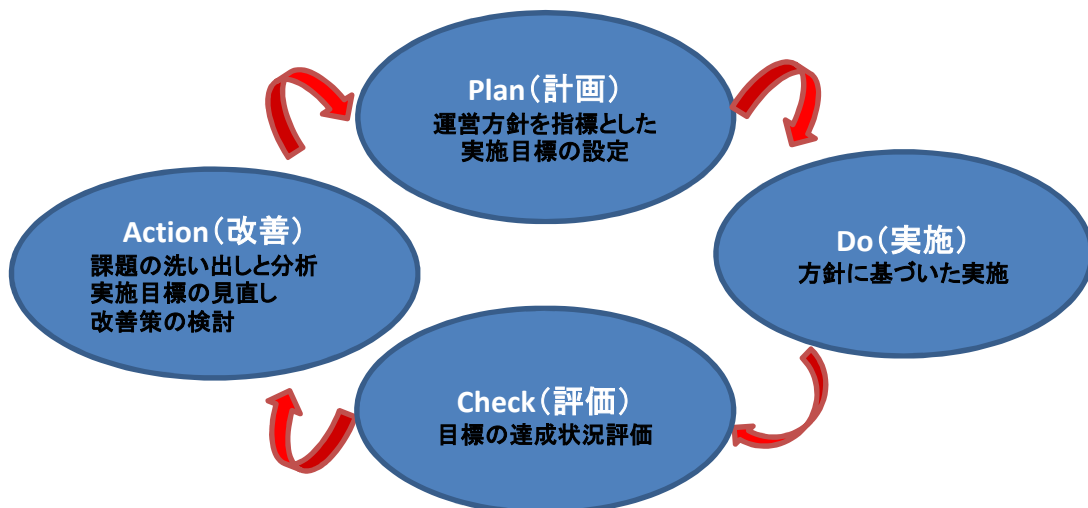 Plan（計画）
運営方針を指標とした
実施目標の設定
Do（実施）
方針に基づいた実施
Check（評価）
目標の達成状況評価
Action（改善）
課題の洗い出しと分析
実施目標の見直し
改善策の検討